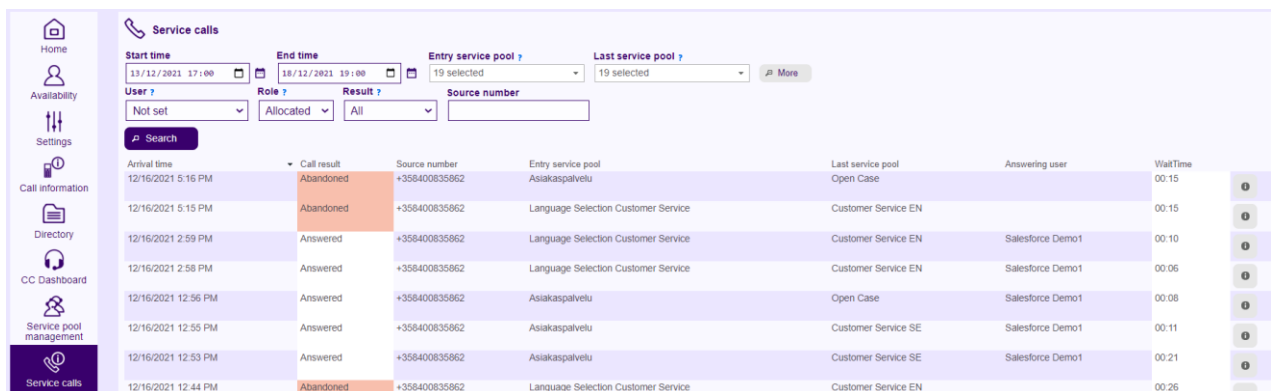 Home
Availability
Settings
Call information
Directory
CC Dashboard
Service pool
management
Service calls
Service calls
Start time End time Entry service pool ? Last service pool ?
13/12/2021 17:00 18/12/2021 19:00 19 selected 19 selected More
User ? Role ? Result ? Source number
Not set Allocated All
Search
Arrival time Call result Source number Entry service pool Last service pool Answering user WaitTime
12/16/2021 5:16 PM Abandoned +358400835862 Asiakaspalvelu Open Case 00:15
12/16/2021 5:15 PM Abandoned +358400835862 Language Selection Customer Service Customer Service EN 00:15
12/16/2021 2:59 PM Answered +358400835862 Language Selection Customer Service Customer Service EN Salesforce Demo1 00:10
12/16/2021 2:58 PM Answered +358400835862 Language Selection Customer Service Customer Service EN Salesforce Demo1 00:06
12/16/2021 12:56 PM Answered +358400835862 Asiakaspalvelu Open Case Salesforce Demo1 00:08
12/16/2021 12:55 PM Answered +358400835862 Asiakaspalvelu Customer Service SE Salesforce Demo1 00:11
12/16/2021 12:53 PM Answered +358400835862 Asiakaspalvelu Customer Service SE Salesforce Demo1 00:21
12/16/2021 12:44 PM Abandoned +358400835862 Language Selection Customer Service Customer Service EN 00:26